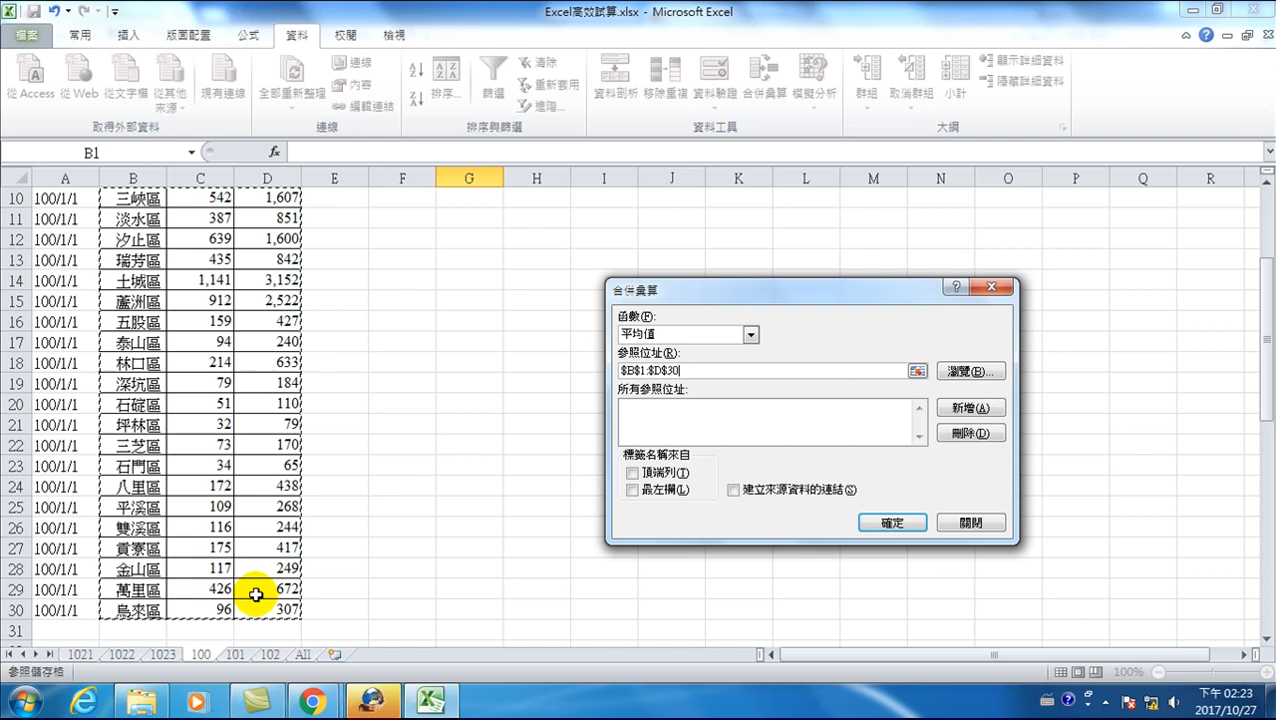 Excel高效試算.xlsx - Microsoft Excel
檔案 常用 插入 版面配置 公式 資料 校閱 檢視
從 Access 從 Web 從文字檔 從其他來源 現有連線 全部重新整理 連線 內容 編輯連結 排序... 篩選 清除 重新套用 進階... 資料剖析 移除重複 資料驗證 合併彙算 模擬分析 群組 取消群組 小計 顯示詳細資料 隱藏詳細資料
取得外部資料 連線 排序與篩選 資料工具 大綱
B1 fx
A B C D E F G H I J K L M N O P Q R
10 100/1/1 三峽區 542 1,607
11 100/1/1 淡水區 387 851
12 100/1/1 汐止區 639 1,600
13 100/1/1 瑞芳區 435 842
14 100/1/1 土城區 1,141 3,152
15 100/1/1 蘆洲區 912 2,522
16 100/1/1 五股區 159 427
17 100/1/1 泰山區 94 240
18 100/1/1 林口區 214 633
19 100/1/1 深坑區 79 184
20 100/1/1 石碇區 51 110
21 100/1/1 坪林區 32 79
22 100/1/1 三芝區 73 170
23 100/1/1 石門區 34 65
24 100/1/1 八里區 172 438
25 100/1/1 平溪區 109 268
26 100/1/1 雙溪區 116 244
27 100/1/1 貢寮區 175 417
28 100/1/1 金山區 117 249
29 100/1/1 萬里區 426 672
30 100/1/1 烏來區 96 307
31
合併彙算
函數(F):
平均值
參照位址(R):
$B$1:$D$30 瀏覽(B)...
所有參照位址:
新增(A)
刪除(D)
標籤名稱來自
頂端列(T)
最左欄(L) 建立來源資料的連結(S)
確定 關閉
1021 1022 1023 100 101 102 All
參照儲存格 100%
下午 02:23
2017/10/27